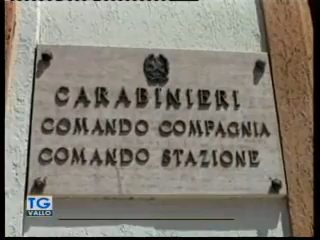 CARABINIERI
COMANDO COMPAGNIA
COMANDO STAZIONE
TG
VALLO